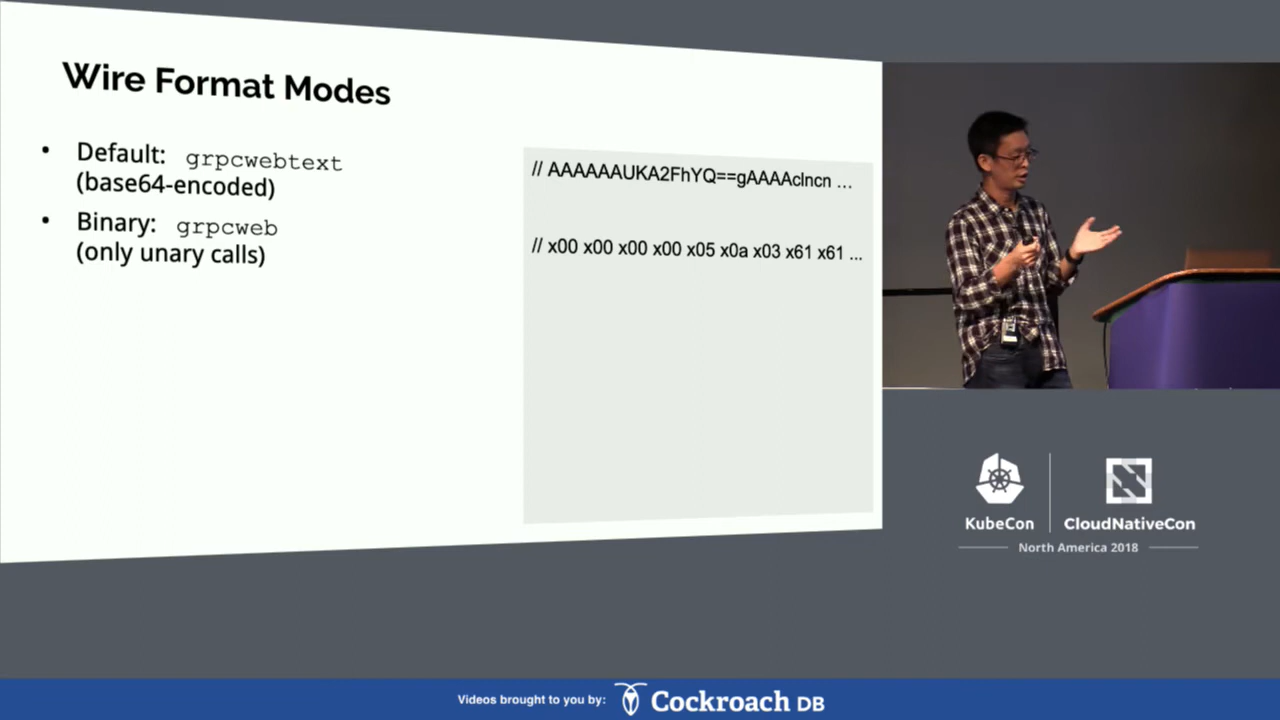 Wire Format Modes
• Default: grpcwebtext
(base64-encoded)
• Binary: grpcweb
(only unary calls)
// AAAAAAUKA2FhYQ==gAAAAclncn ...
// x00 x00 x00 x00 x05 x0a x03 x61 x61 ...
KubeCon
CloudNativeCon
North America 2018
Videos brought to you by: Cockroach DB